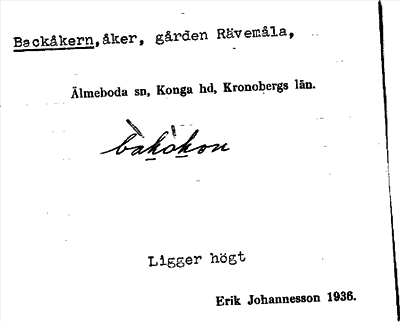 Backåkern, åker, gården Rävemåla,
Älmeboda sn, Konga hd, Kronobergs län.
bakåkon
Ligger högt
Erik Johannesson 1936.